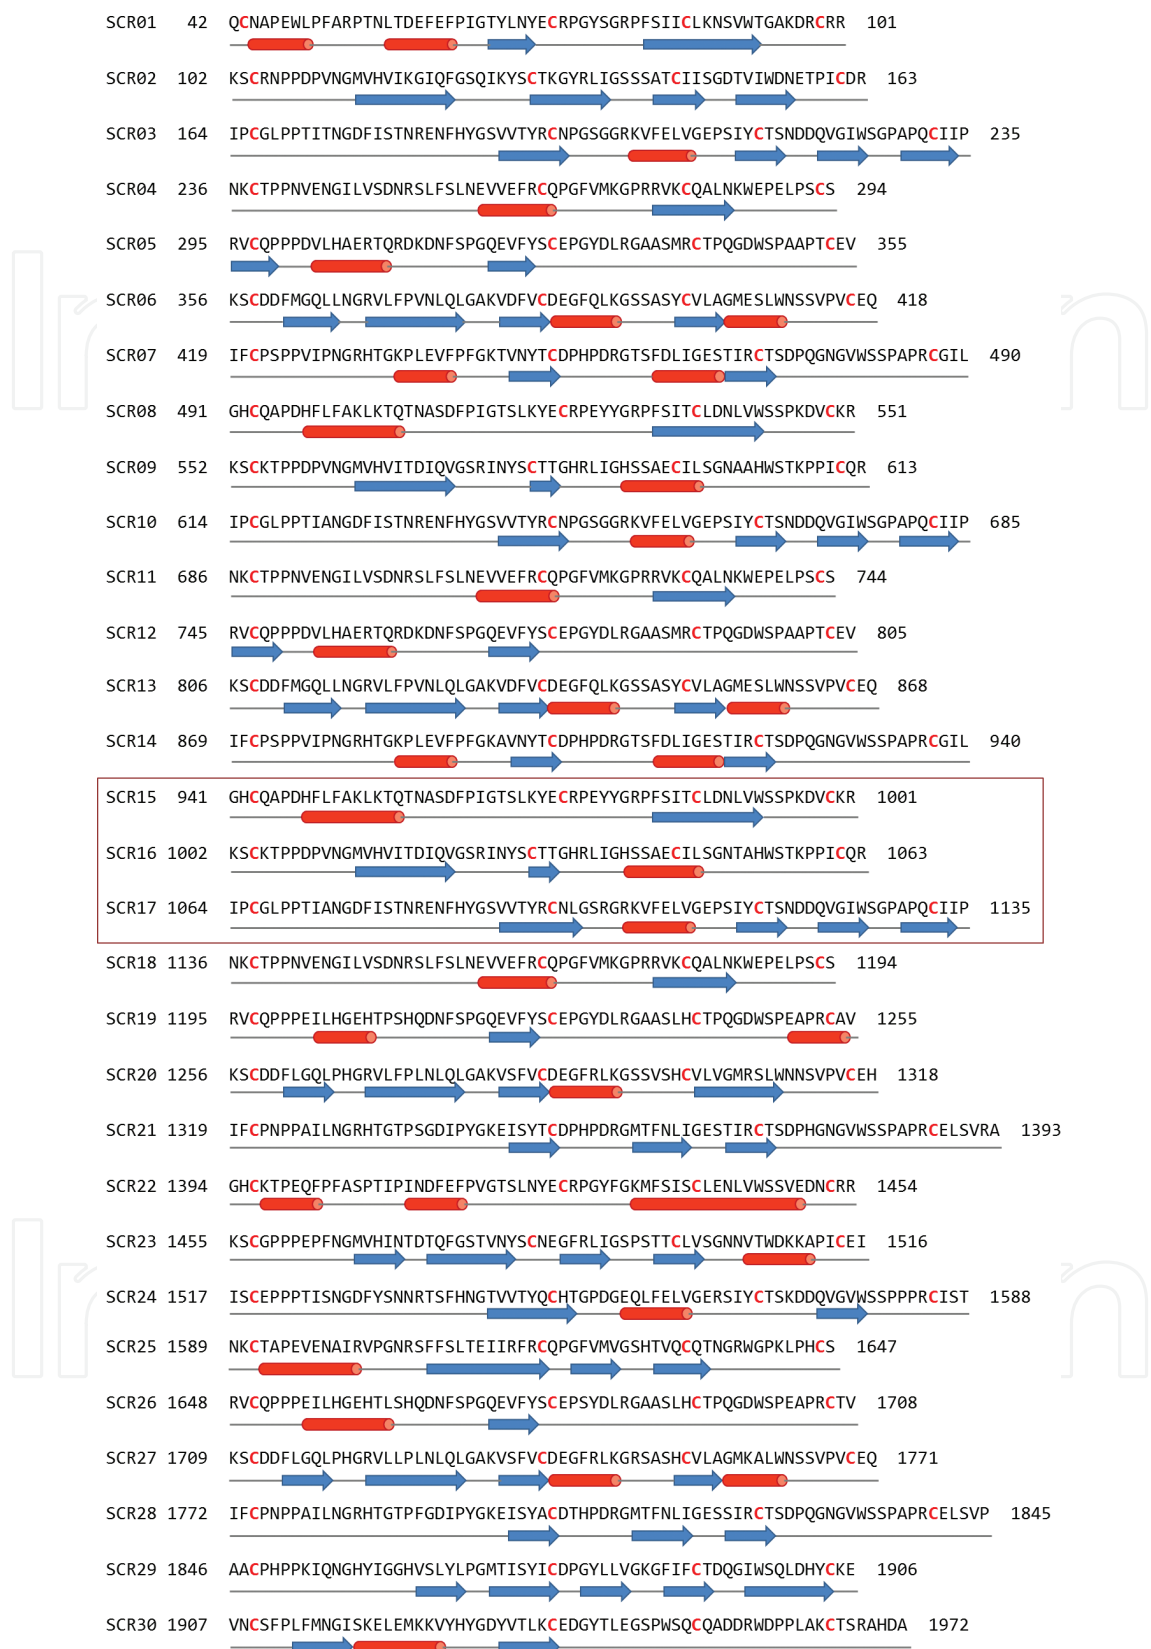 SCR01 42 QCNAPEWLPFARPTNLTDEFEFPIGTYLNYECRPGYSGRPFSIICLKNSVWTGAKDRCRR 101
SCR02 102 KSCRNPPDPVNGMVHVIKGIQFGSQIKYSCTKGYRLIGSSSATCIISGDTVIWDNETPICDR 163
SCR03 164 IPCGLPPTITNGDFISTNRENFHYGSVVTYRCNPGSGGRKVFELVGEPSIYCTSNDDQVGIWSGPAPQCIIP 235
SCR04 236 NKCTPPNVENGILVSDNRSLFSLNEVVEFRCQPGFVMKGPRRVKCQALNKWEPELPSCS 294
SCR05 295 RVCQPPPDVLHAERTQRDKDNFSPGQEVFYSCEPGYDLRGAASMRCTPQGDWSPAAPTCEV 355
SCR06 356 KSCDDFMGQLLNGRVLFPVNLQLGAKVDFVCDEGFQLKGSSASYCVLAGMESLWNSSVPVCEQ 418
SCR07 419 IFCPSPPVIPNGRHTGKPLEVFPFGKTVNYTCDPHPDRGTSFDLIGESTIRCTSDPQGNGVWSSPAPRCGIL 490
SCR08 491 GHCQAPDHFLFAKLKTQTNASDFPIGTSLKYECRPEYYGRPFSITCLDNLVWSSPKDVCKR 551
SCR09 552 KSCKTPPDPVNGMVHVITDIQVGSRINYSCTTGHRLIGHSSAECILSGNAAHWSTKPPICQR 613
SCR10 614 IPCGLPPTIANGDFISTNRENFHYGSVVTYRCNPGSGGRKVFELVGEPSIYCTSNDDQVGIWSGPAPQCIIP 685
SCR11 686 NKCTPPNVENGILVSDNRSLFSLNEVVEFRCQPGFVMKGPRRVKCQALNKWEPELPSCS 744
SCR12 745 RVCQPPPDVLHAERTQRDKDNFSPGQEVFYSCEPGYDLRGAASMRCTPQGDWSPAAPTCEV 805
SCR13 806 KSCDDFMGQLLNGRVLFPVNLQLGAKVDFVCDEGFQLKGSSASYCVLAGMESLWNSSVPVCEQ 868
SCR14 869 IFCPSPPVIPNGRHTGKPLEVFPFGKAVNYTCDPHPDRGTSFDLIGESTIRCTSDPQGNGVWSSPAPRCGIL 940
SCR15 941 GHCQAPDHFLFAKLKTQTNASDFPIGTSLKYECRPEYYGRPFSITCLDNLVWSSPKDVCKR 1001
SCR16 1002 KSCKTPPDPVNGMVHVITDIQVGSRINYSCTTGHRLIGHSSAECILSGNTAHWSTKPPICQR 1063
SCR17 1064 IPCGLPPTIANGDFISTNRENFHYGSVVTYRCNLGSRGRKVFELVGEPSIYCTSNDDQVGIWSGPAPQCIIP 1135
SCR18 1136 NKCTPPNVENGILVSDNRSLFSLNEVVEFRCQPGFVMKGPRRVKCQALNKWEPELPSCS 1194
SCR19 1195 RVCQPPPEILHGEHTPSHQDNFSPGQEVFYSCEPGYDLRGAASLHCTPQGDWSPEAPRCAV 1255
SCR20 1256 KSCDDFLGQLPHGRVLFPLNLQLGAKVSFVCDEGFRLKGSSVSHCVLVGMRSLWNNSVPVCEH 1318
SCR21 1319 IFCPNPPAILNGRHTGTPSGDIPYGKEISYTCDPHPDRGMTFNLIGESTIRCTSDPHGNGVWSSPAPRCELSVRA 1393
SCR22 1394 GHCKTPEQFPFASPTIPINDFEFPVGTSLNYECRPGYFGKMFSISCLENLVWSSVEDNCRR 1454
SCR23 1455 KSCGPPPEPFNGMVHINTDTQFGSTVNYSCNEGFRLIGSPSTTCLVSGNNVTWDKKAPICEI 1516
SCR24 1517 ISCEPPPTISNGDFYSNNRTSFHNGTVVTYQCHTGPDGEQLFELVGERSIYCTSKDDQVGVWSSPPPRCIST 1588
SCR25 1589 NKCTAPEVENAIRVPGNRSFFSLTEIIRFRCQPGFVMVGSHTVQCQTNGRWGPKLPHCS 1647
SCR26 1648 RVCQPPPEILHGEHTLSHQDNFSPGQEVFYSCEPSYDLRGAASLHCTPQGDWSPEAPRCTV 1708
SCR27 1709 KSCDDFLGQLPHGRVLLPLNLQLGAKVSFVCDEGFRLKGRSASHCVLAGMKALWNSSVPVCEQ 1771
SCR28 1772 IFCPNPPAILNGRHTGTPFGDIPYGKEISYACDTHPDRGMTFNLIGESSIRCTSDPQGNGVWSSPAPRCELSVP 1845
SCR29 1846 AACPHPPKIQNGHYIGGHVSLYLPGMTISYICDPGYLLVGKGFIFCTDQGIWSQLDHYCKE 1906
SCR30 1907 VNCSFPLFMNGISKELEMKKVYHYGDYVTLKCEDGYTLEGSPWSQCQADDRWDPPLAKCTSRAHDA 1972